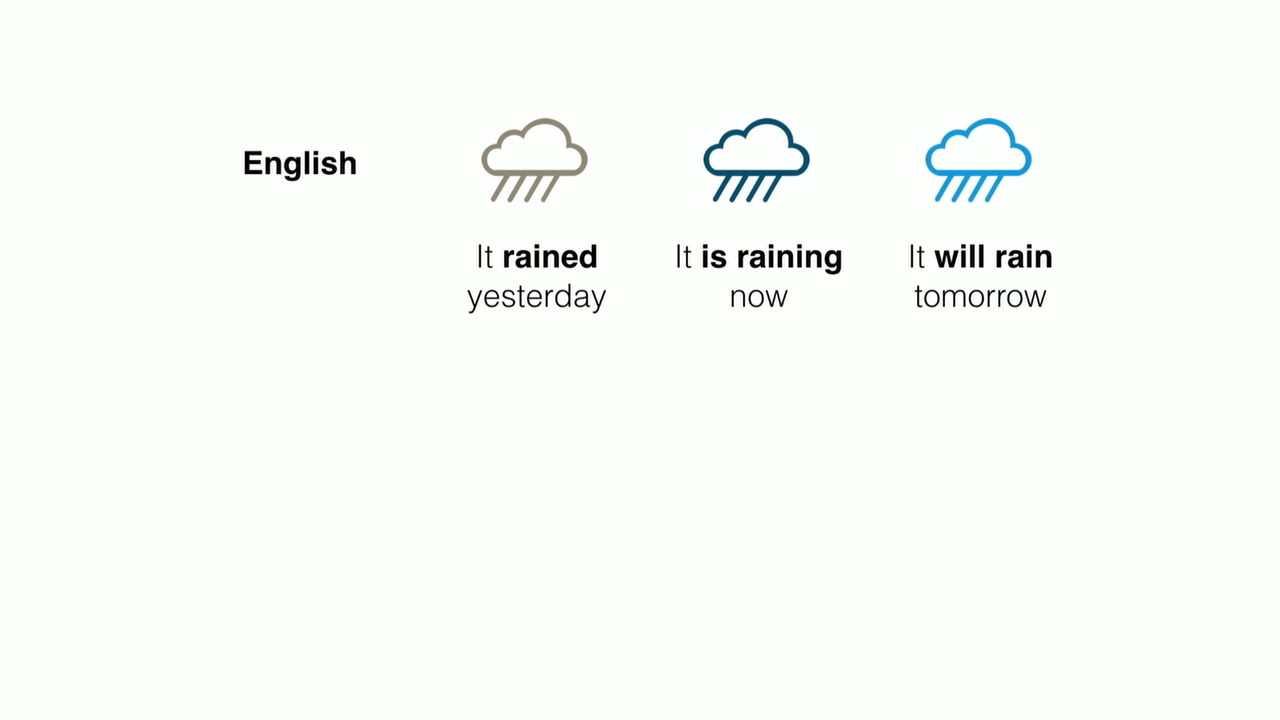 English
It rained
yesterday
It is raining
now
It will rain
tomorrow